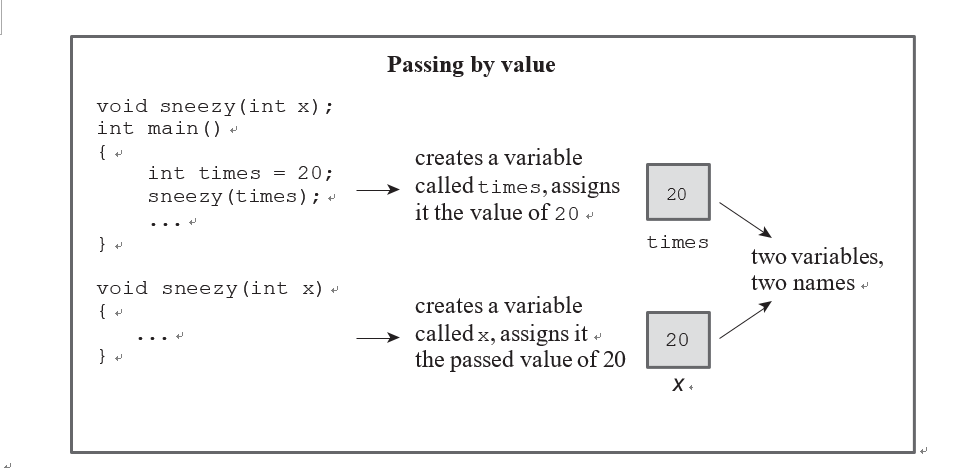 Passing by value
void sneezy(int x);
int main()
{
int times = 20;
sneezy(times);
...
}
creates a variable
called times, assigns
it the value of 20
20
times
two variables,
two names
void sneezy(int x)
{
...
}
creates a variable
called x, assigns it
the passed value of 20
20
x